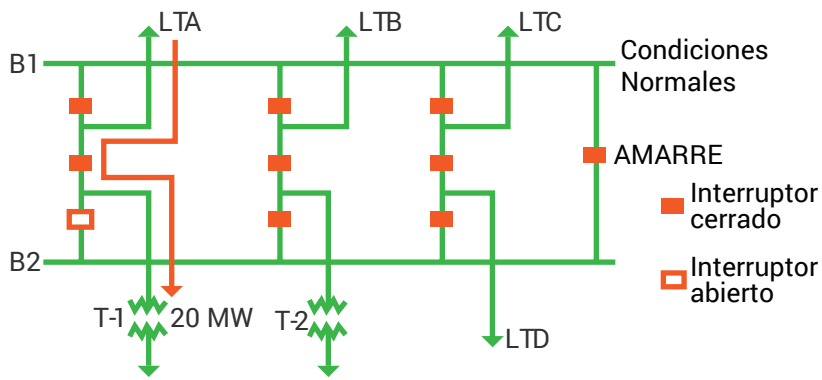 LTA
LTB
LTC
B1
Condiciones
Normales
AMARRE
Interruptor
cerrado
B2
Interruptor
abierto
T-1
20 MW
T-2
LTD